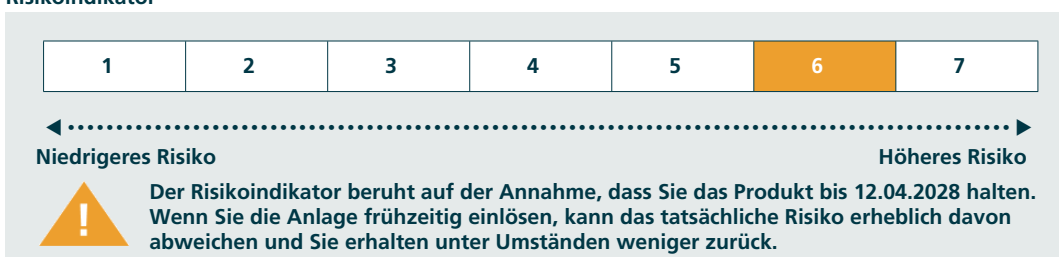 Risikoindikator
1 2 3 4 5 6 7
Niedrigeres Risiko Höheres Risiko
Der Risikoindikator beruht auf der Annahme, dass Sie das Produkt bis 12.04.2028 halten.
Wenn Sie die Anlage frühzeitig einlösen, kann das tatsächliche Risiko erheblich davon
abweichen und Sie erhalten unter Umständen weniger zurück.